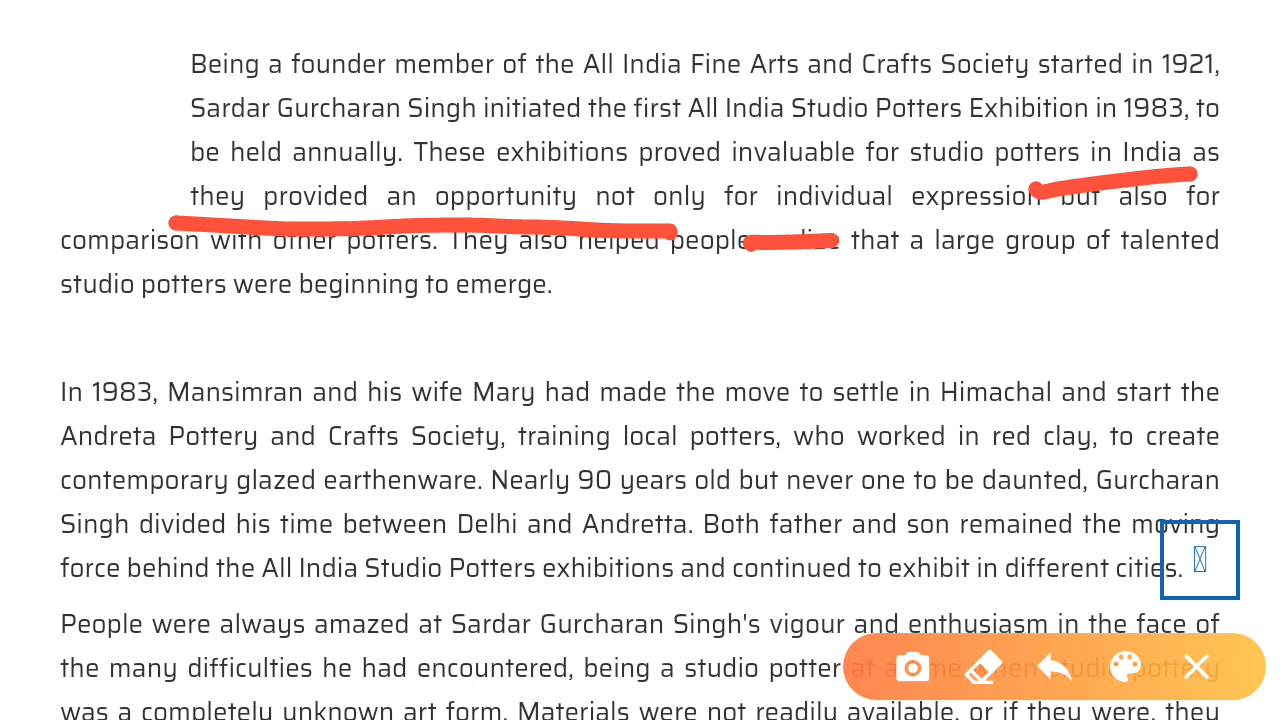 Being a founder member of the All India Fine Arts and Crafts Society started in 1921,
Sardar Gurcharan Singh initiated the first All India Studio Potters Exhibition in 1983, to
be held annually. These exhibitions proved invaluable for studio potters in India as
they provided an opportunity not only for individual expression but also for
comparison with other potters. They also helped people that a large group of talented
studio potters were beginning to emerge.
In 1983, Mansimran and his wife Mary had made the move to settle in Himachal and start the
Andreta Pottery and Crafts Society, training local potters, who worked in red clay, to create
contemporary glazed earthenware. Nearly 90 years old but never one to be daunted, Gurcharan
Singh divided his time between Delhi and Andretta. Both father and son remained the moving
force behind the All India Studio Potters exhibitions and continued to exhibit in different cities.
People were always amazed at Sardar Gurcharan Singh's vigour and enthusiasm in the face of
the many difficulties he had encountered, being a studio potter at a studio pottery
was a completely unknown art form. Materials were not readily available, or if they were, they